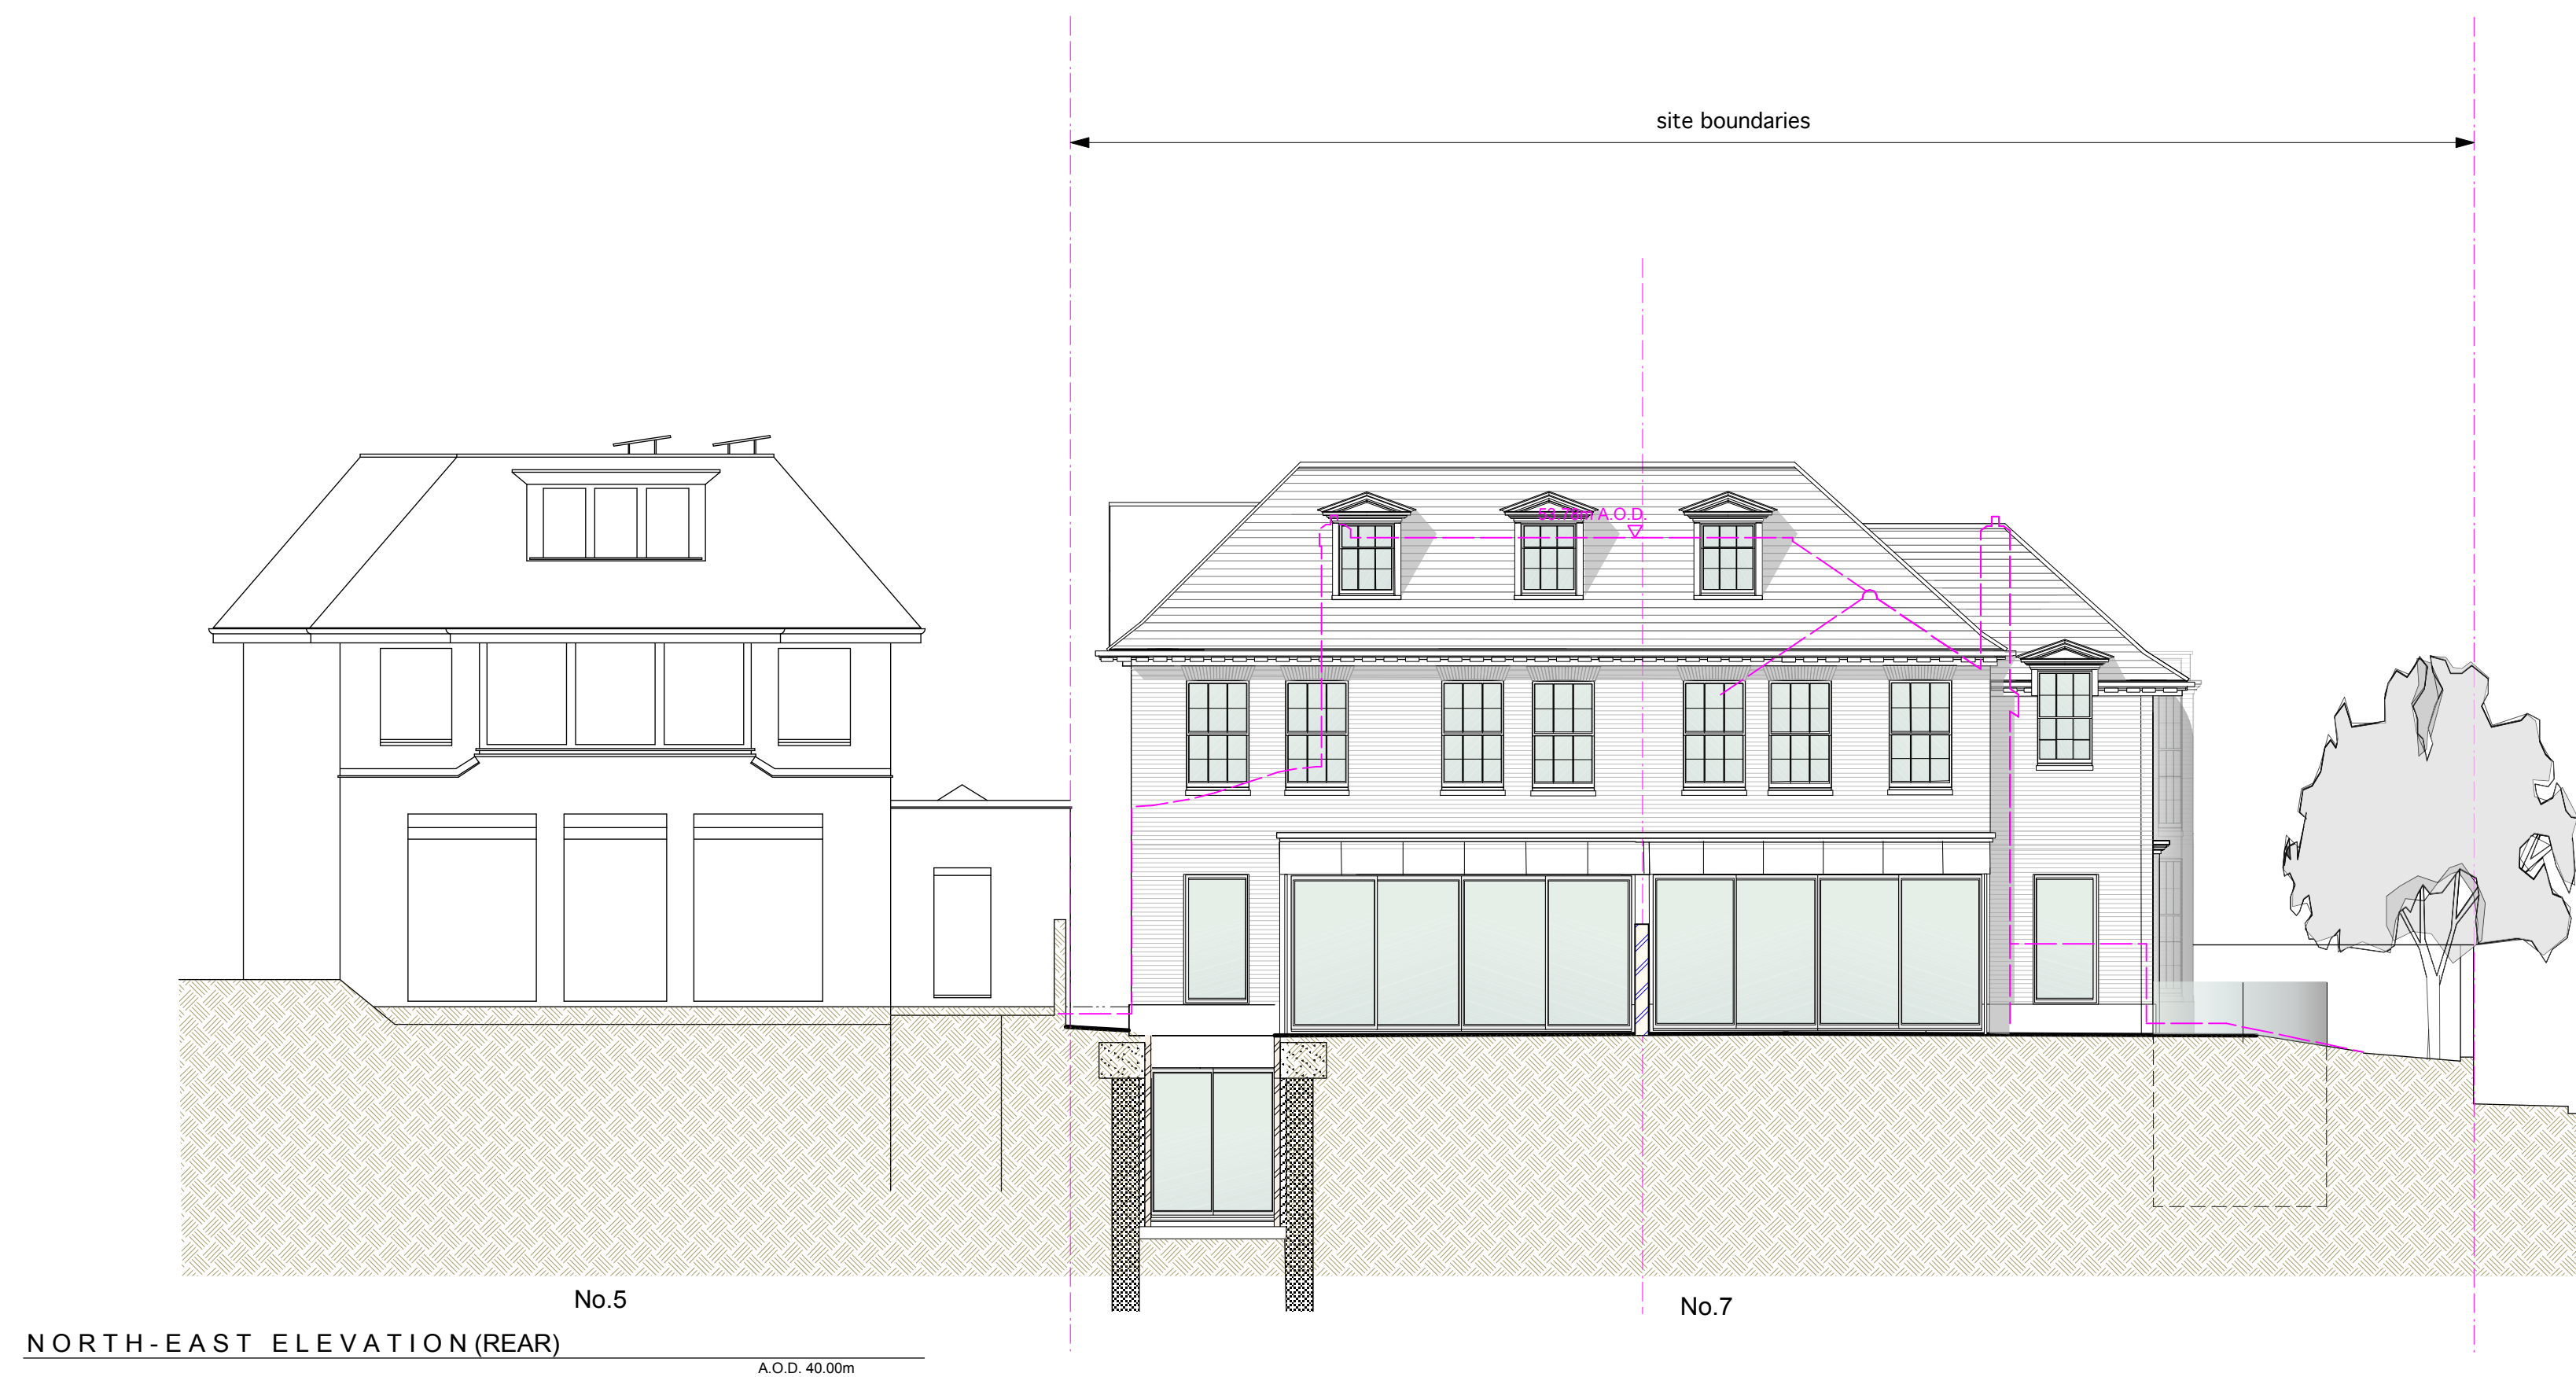 site boundaries
A.O.D.
No.5
No.7
NORTH-EAST ELEVATION (REAR)
A.O.D. 40.00m